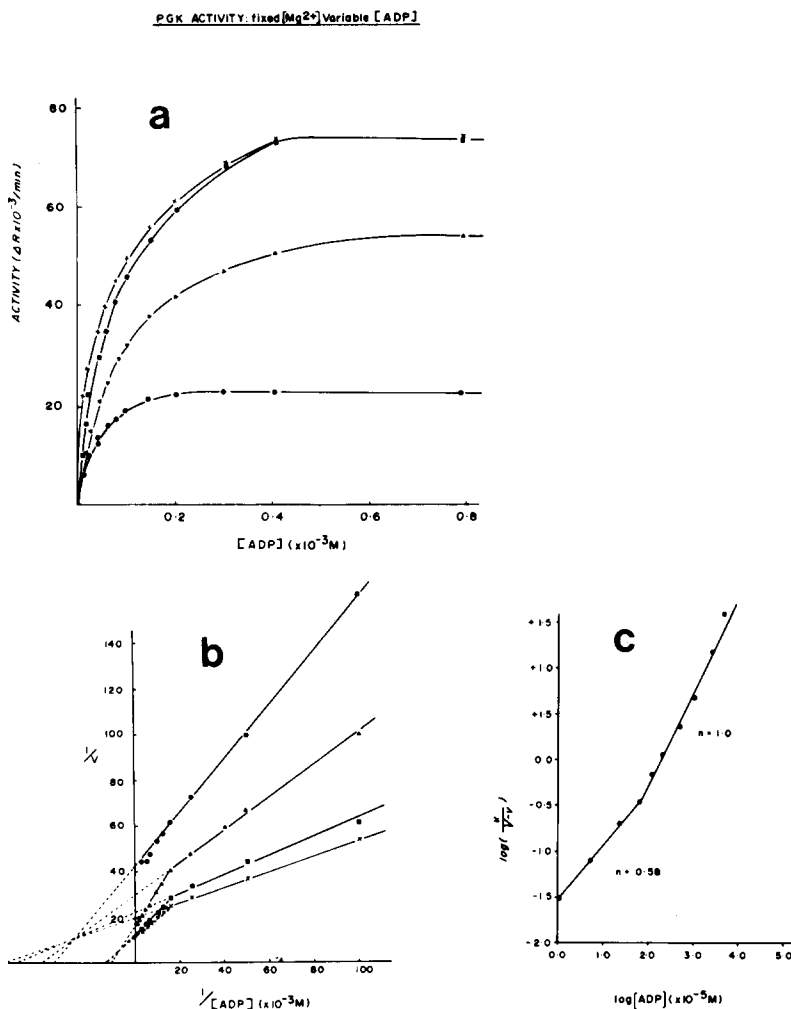 PGK ACTIVITY: fixed [Mg2+] Variable [ADP]
a
ACTIVITY (ΔR x10-3/min)
80
60
40
20
0·2
0·4
0·6
0·8
[ADP] (x10-3M)
b
1/v
140
120
100
80
60
40
20
20
40
60
80
100
1/[ADP] (x10-3M)
c
log(v/V-v)
+1·5
+1·0
+1·5
0·0
-0·5
-1·0
-1·5
-2·0
n = 1.0
n = 0.58
0·0
1·0
2·0
3·0
4·0
5·0
log[ADP] (x10-5M)